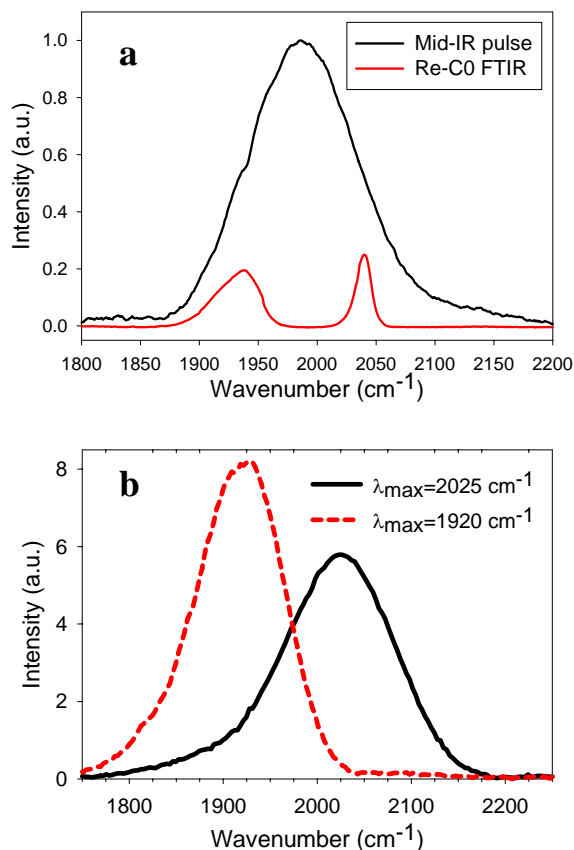 a
Mid-IR pulse
Re-C0 FTIR
Intensity (a.u.)
1.0
0.8
0.6
0.4
0.2
0.0
1800 1850 1900 1950 2000 2050 2100 2150 2200
Wavenumber (cm-1)
b
λmax=2025 cm-1
λmax=1920 cm-1
Intensity (a.u.)
8
6
4
2
0
1800 1900 2000 2100 2200
Wavenumber (cm-1)